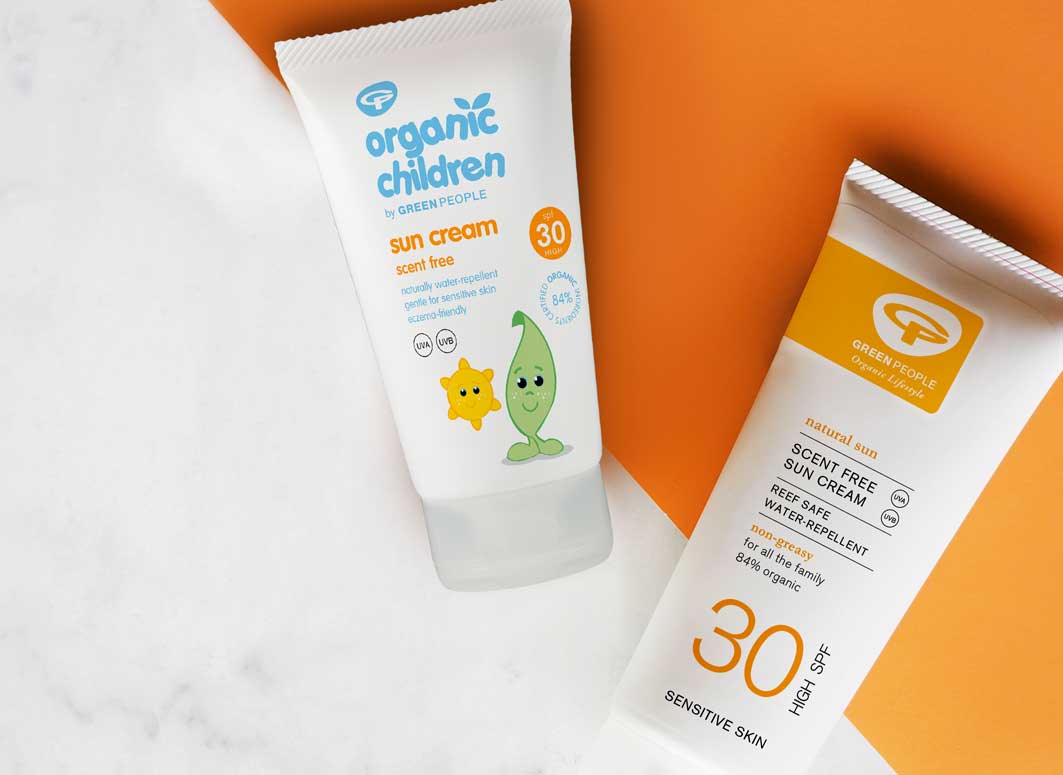 organic
children
by GREEN PEOPLE
sun cream
scent free
naturally water-repellent
gentle for sensitive skin
eczema-friendly
UVA UVB
spf
30
HIGH
CERTIFIED ORGANIC INGREDIENTS
84%
GP
GREEN PEOPLE
Organic Lifestyle
natural sun
SCENT FREE
SUN CREAM
UVA
UVB
REEF SAFE
WATER-REPELLENT
non-greasy
for all the family
84% organic
30
HIGH SPF
SENSITIVE SKIN